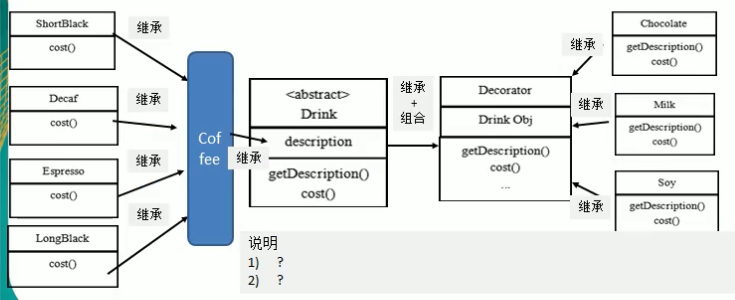 ShortBlack
cost()
继承
Decaf
cost()
继承
Espresso
cost()
继承
LongBlack
cost()
继承
Cof
fee
继承
<abstract>
Drink
description
getDescription()
cost()
继承
+
组合
Decorator
Drink Obj
getDescription()
cost()
...
继承
Chocolate
getDescription()
cost()
继承
Milk
getDescription()
cost()
继承
Soy
getDescription()
cost()
说明
1) ?
2) ?